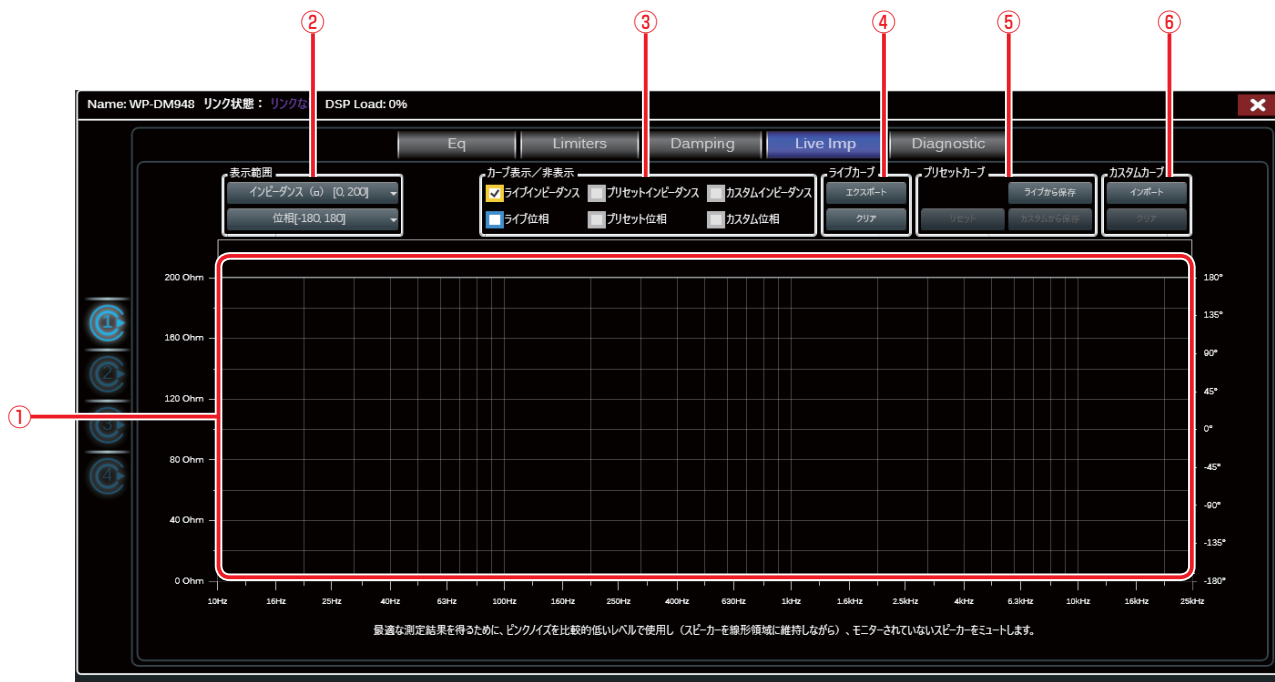 ② ③ ④ ⑤ ⑥
Name: WP-DM948 リンク状態： リンクな DSP Load: 0%
Eq Limiters Damping Live Imp Diagnostic
表示範囲 カーブ表示／非表示 ライブカーブ プリセットカーブ カスタムカーブ
インピーダンス（Ω） [0, 200] ライブインピーダンス プリセットインピーダンス カスタムインピーダンス エクスポート ライブから保存 インポート
位相[-180, 180] ライブ位相 プリセット位相 カスタム位相 クリア リセット カスタムから保存 クリア
200 Ohm 180°
1 135°
160 Ohm 90°
2
120 Ohm 45°
① 3 0°
80 Ohm -45°
4
40 Ohm -90°
-135°
0 Ohm -180°
10Hz 16Hz 25Hz 40Hz 63Hz 100Hz 160Hz 250Hz 400Hz 630Hz 1kHz 1.6kHz 2.5kHz 4kHz 6.3kHz 10kHz 16kHz 25kHz
最適な測定結果を得るために、ピンクノイズを比較的低いレベルで使用し（スピーカーを線形領域に維持しながら）、モニターされていないスピーカーをミュートします。